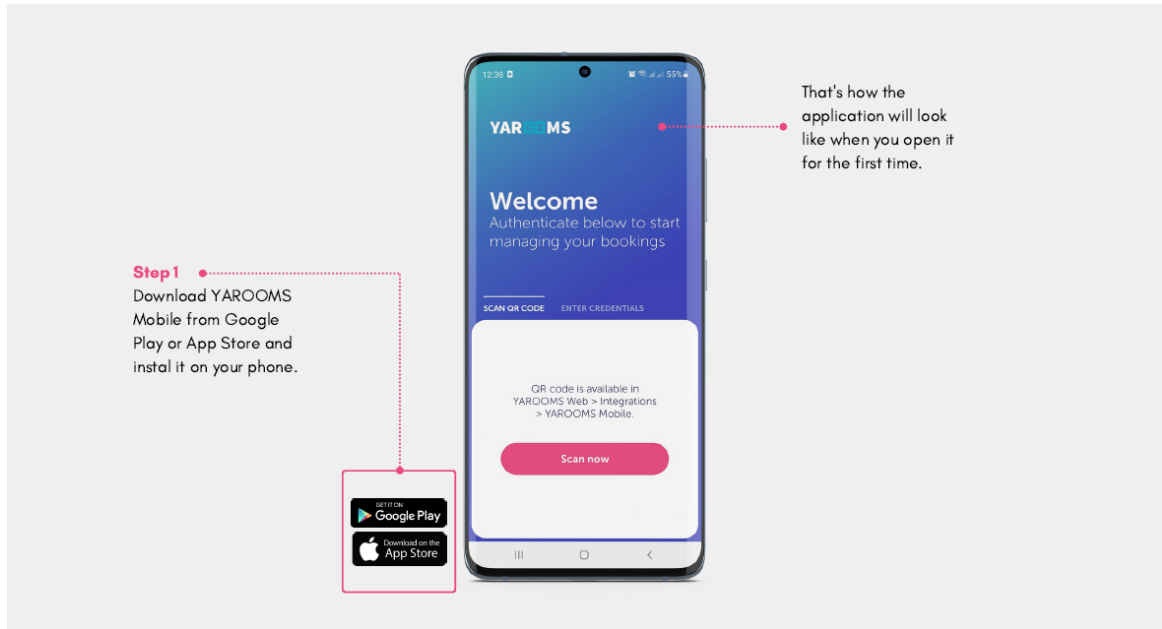 12:38
55%
YAROOMS
Welcome
Authenticate below to start
managing your bookings
SCAN QR CODE
ENTER CREDENTIALS
QR code is available in
YAROOMS Web > Integrations
> YAROOMS Mobile.
Scan now
That's how the
application will look
like when you open it
for the first time.
Step 1
Download YAROOMS
Mobile from Google
Play or App Store and
instal it on your phone.
GET IT ON
Google Play
Download on the
App Store